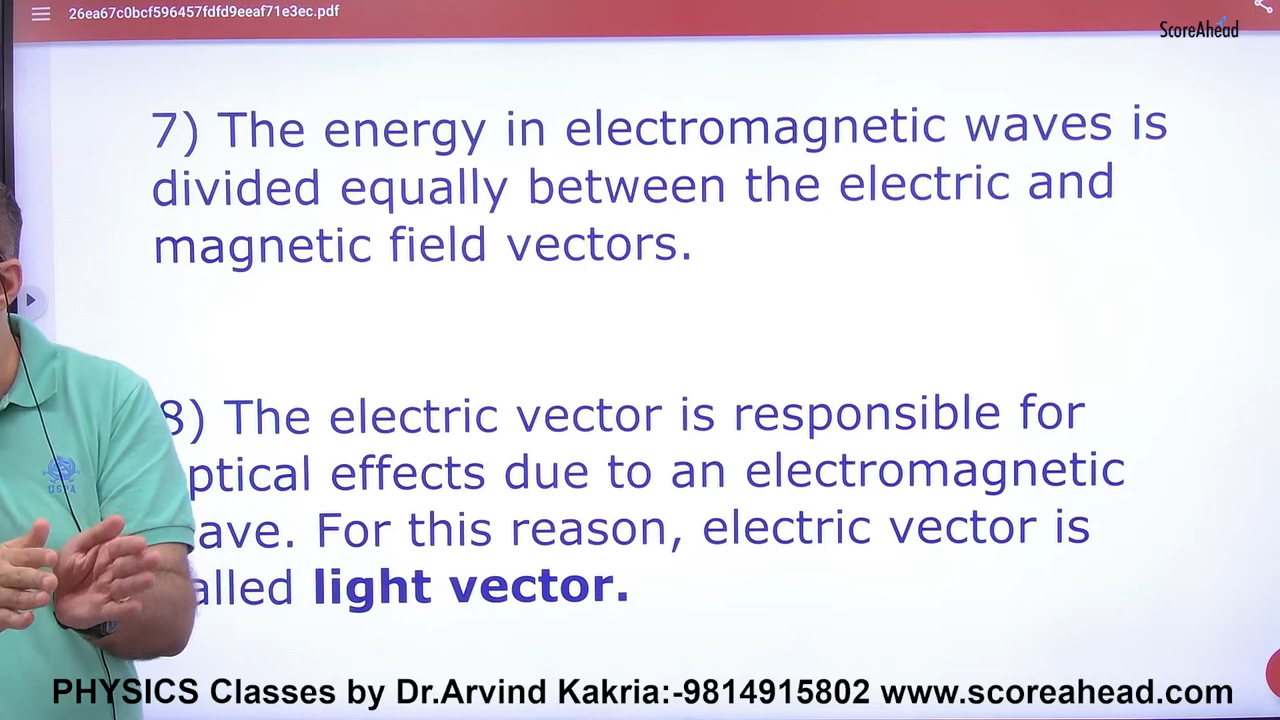 26ea67c0bcf596457fdfd9eeaf71e3ec.pdf
ScoreAhead
7) The energy in electromagnetic waves is
divided equally between the electric and
magnetic field vectors.
8) The electric vector is responsible for
ptical effects due to an electromagnetic
ave. For this reason, electric vector is
alled light vector.
USPA
PHYSICS Classes by Dr.Arvind Kakria:-9814915802 www.scoreahead.com